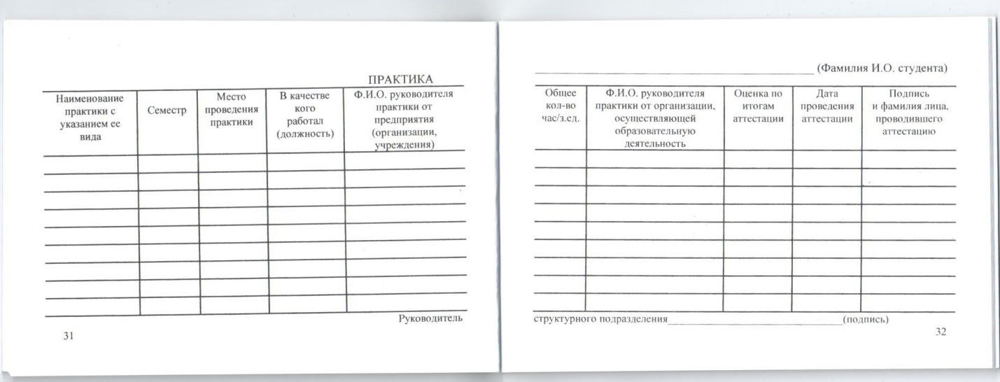 ПРАКТИКА
Наименование
практики с
указанием ее
вида
Семестр
Место
проведения
практики
В качестве
кого
работал
(должность)
Ф.И.О. руководителя
практики от
предприятия
(организации,
учреждения)
Руководитель
31
(Фамилия И.О. студента)
Общее
кол-во
час/з.ед.
Ф.И.О. руководителя
практики от организации,
осуществляющей
образовательную
деятельность
Оценка по
итогам
аттестации
Дата
проведения
аттестации
Подпись
и фамилия лица,
проводившего
аттестацию
структурного подразделения (подпись)
32